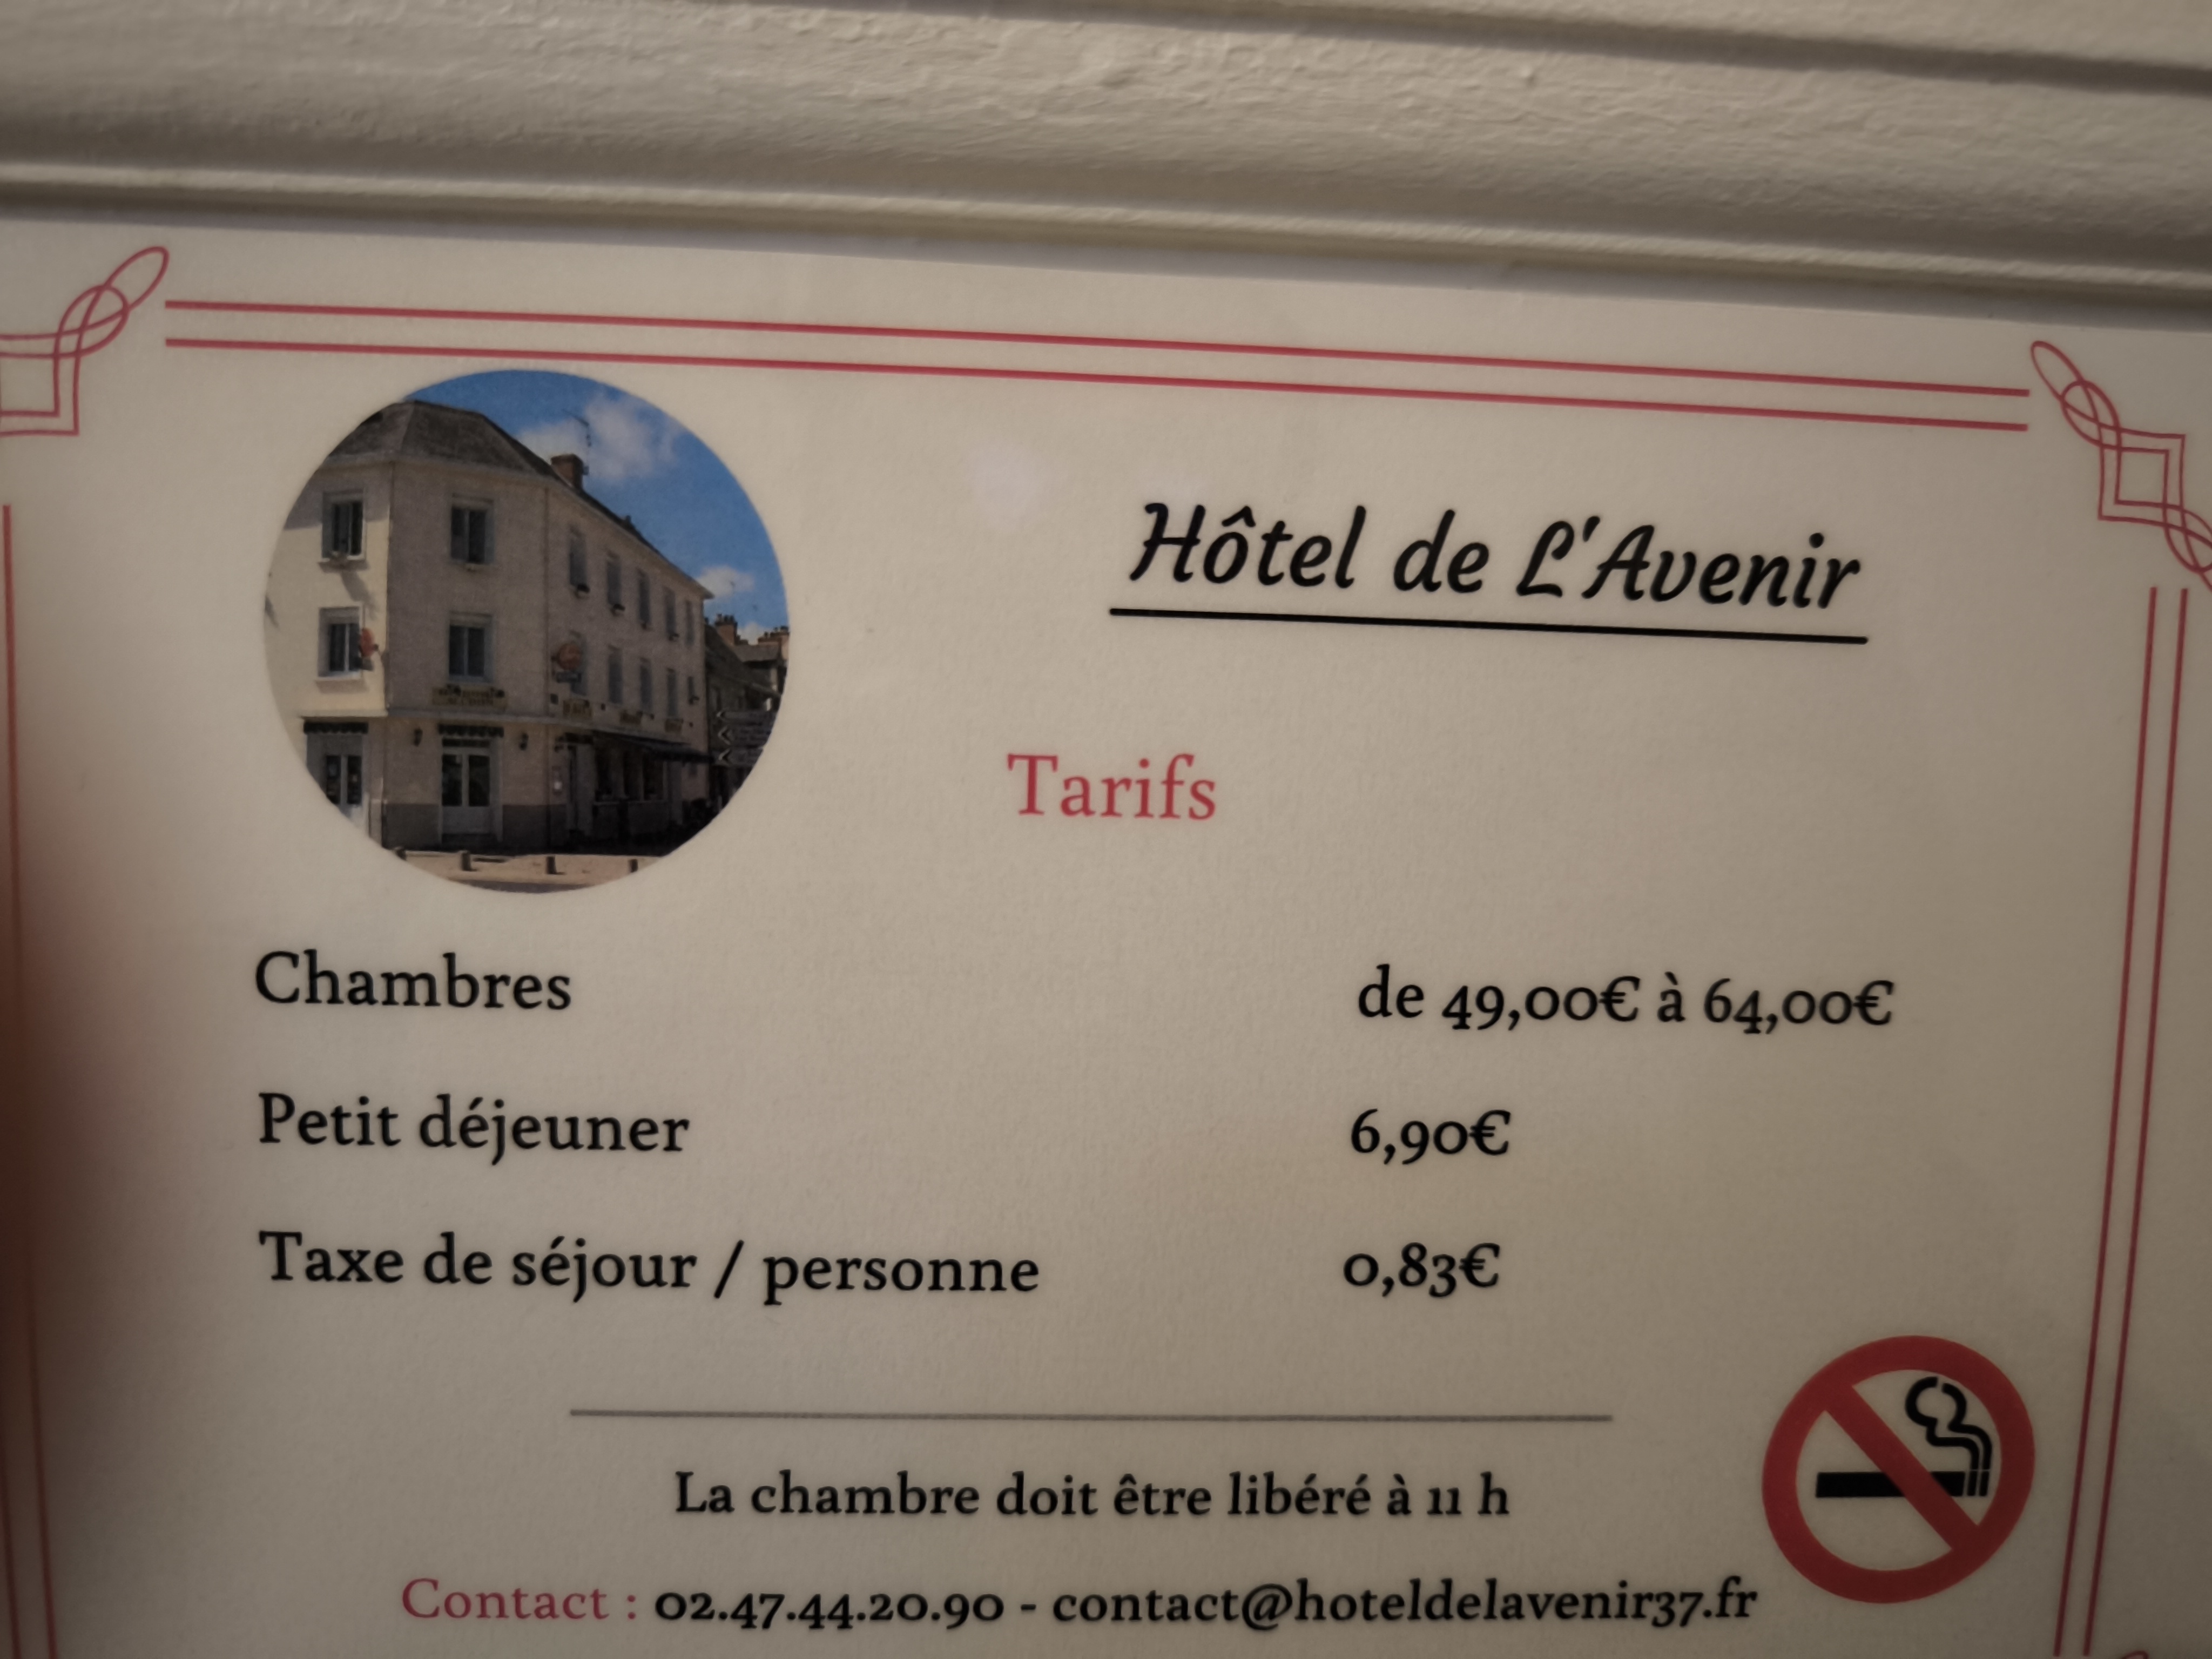 Hôtel de L'Avenir
Tarifs
Chambres de 49,00€ à 64,00€
Petit déjeuner 6,90€
Taxe de séjour / personne 0,83€
La chambre doit être libéré à 11 h
Contact : 02.47.44.20.90 - contact@hoteldelavenir37.fr